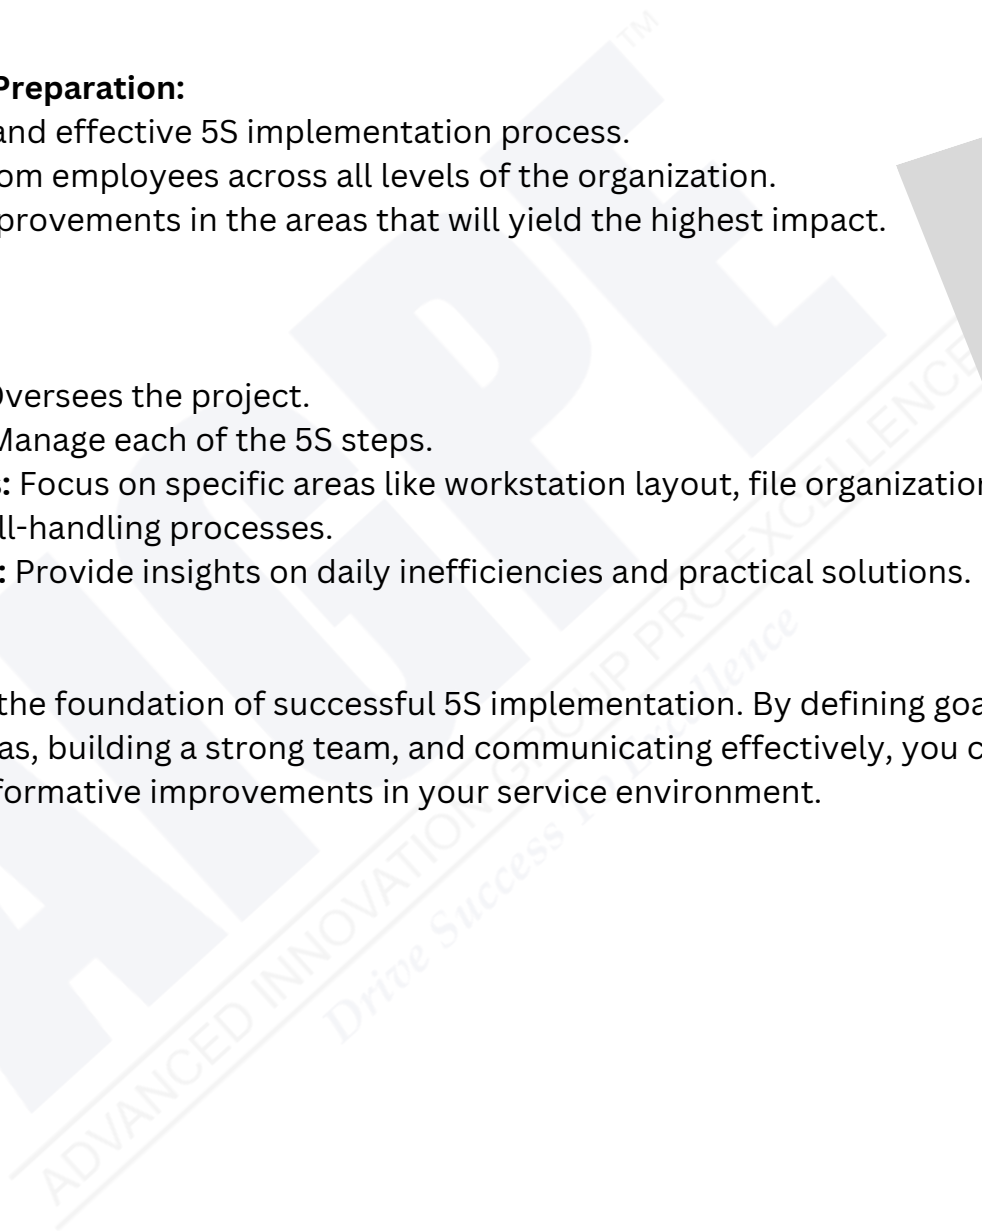 Preparation:
and effective 5S implementation process.
om employees across all levels of the organization.
provements in the areas that will yield the highest impact.
Oversees the project.
Manage each of the 5S steps.
s: Focus on specific areas like workstation layout, file organization
ll-handling processes.
: Provide insights on daily inefficiencies and practical solutions.
the foundation of successful 5S implementation. By defining goa
as, building a strong team, and communicating effectively, you c
formative improvements in your service environment.
AIGPE™
ADVANCED INNOVATION GROUP PRO EXCELLENCE
Drive Success To Excellence